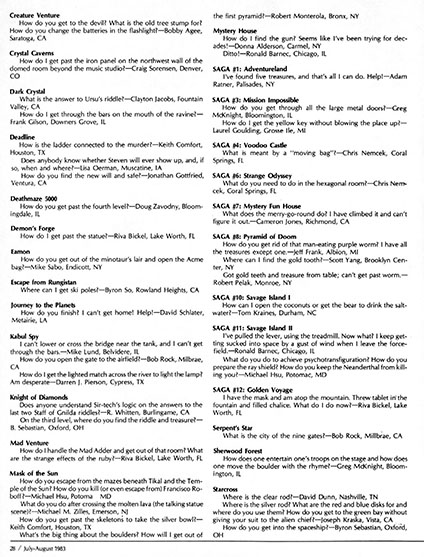 Creature Venture
How do you get to the devil? What is the old tree stump for?
How do you change the batteries in the flashlight?—Bobby Agee,
Saratoga, CA
Crystal Caverns
How do I get past the iron panel on the northwest wall of the
domed room beyond the music studio?—Craig Sorensen, Denver,
CO
Dark Crystal
What is the answer to Ursu's riddle?—Clayton Jacobs, Fountain
Valley, CA
How do I get through the bars on the mouth of the ravine?—
Frank Gilson, Downers Grove, IL
Deadline
How is the ladder connected to the murder?—Keith Comfort,
Houston, TX
Does anybody know whether Steven will ever show up, and, if
so, when and where?—Lisa Oerman, Muscatine, IA
How do you find the new will and safe?—Jonathan Gottfried,
Ventura, CA
Deathmaze 5000
How do you get past the fourth level?—Doug Zavodny, Bloom-
ingdale, IL
Demon's Forge
How do I get past the statue?—Riva Bickel, Lake Worth, FL
Eamon
How do you get out of the minotaur's lair and open the Acme
bag?—Mike Sabo, Endicott, NY
Escape from Rungistan
Where can I get ski poles?—Byron So, Rowland Heights, CA
Journey to the Planets
How do you finish? I can't get home! Help!—David Schlater,
Metairie, LA
Kabul Spy
I can't lower or cross the bridge near the tank, and I can't get
through the bars.—Mike Lund, Belvidere, IL
How do you open the gate to the airfield?—Bob Rock, Millbrae,
CA
How do I get the lighted match across the river to light the lamp?
Am desperate—Darren J. Pienson, Cypress, TX
Knight of Diamonds
Does anyone understand Sir-tech's logic on the answers to the
last two Staff of Gnilda riddles?—R. Whitten, Burlingame, CA
On the third level, where do you find the riddle and treasure?—
B. Sebastian, Oxford, OH
Mad Venture
How do I handle the Mad Adder and get out of that room? What
are the strange effects of the ruby?—Riva Bickel, Lake Worth, FL
Mask of the Sun
How do you escape from the mazes beneath Tikal and the Tem-
ple of the Sun? How do you kill (or even escape from) Francisco Ro-
boff?—Michael Hsu, Potomac MD
What do you do after crossing the molten lava (the talking statue
scene)?—Michael M. Zilles, Emerson, NJ
How do you get past the skeletons to take the silver bowl?—
Keith Comfort, Houston, TX
What's the big thing about the boulders? How will I get out of
the first pyramid?—Robert Monterola, Bronx, NY
Mystery House
How do I find the gun? Seems like I've been trying for dec-
ades!—Donna Alderson, Carmel, NY
Ditto!—Ronald Barnec, Chicago, IL
SAGA #1: Adventureland
I've found five treasures, and that's all I can do. Help!—Adam
Ratner, Palisades, NY
SAGA #3: Mission Impossible
How do you get through all the large metal doors?—Greg
McKnight, Bloomington, IL
How do I get the yellow key without blowing the place up?—
Laurel Goulding, Grosse Ile, MI
SAGA #4: Voodoo Castle
What is meant by a "moving bag"?—Chris Nemcek, Coral
Springs, FL
SAGA #6: Strange Odyssey
What do you need to do in the hexagonal room?—Chris Nem-
cek, Coral Springs, FL
SAGA #7: Mystery Fun House
What does the merry-go-round do? I have climbed it and can't
figure it out.—Cameron Jones, Richmond, CA
SAGA #8: Pyramid of Doom
How do you get rid of that man-eating purple worm? I have all
the treasures except one.—Jeff Frank, Albion, MI
Where can I find the gold tooth?—Scott Yang, Brooklyn Cen-
ter, NY
Got gold teeth and treasure from table; can't get past worm.—
Robert Pelak, Monroe, NY
SAGA #10: Savage Island I
How can I open the coconuts or get the bear to drink the salt-
water?—Tom Kraines, Durham, NC
SAGA #11: Savage Island II
I've pulled the lever, using the treadmill. Now what? I keep get-
ting sucked into space by a gust of wind when I leave the force-
field.—Ronald Barnec, Chicago, IL
What do you do to achieve psychotransfiguration? How do you
prepare the ray shield? How do you keep the Neanderthal from kill-
ing you?—Michael Hsu, Potomac, MD
SAGA #12: Golden Voyage
I have the mask and am atop the mountain. Threw tablet in the
fountain and filled chalice. What do I do now?—Riva Bickel, Lake
Worth, FL
Serpent's Star
What is the city of the nine gates?—Bob Rock, Millbrae, CA
Sherwood Forest
How does one entertain one's troops on the stage and how does
one move the boulder with the rhyme?—Greg McKnight, Bloom-
ington, IL
Starcross
Where is the clear rod?—David Dunn, Nashville, TN
Where is the silver rod? What are the red and blue disks for and
where do you use them? How do you get to the green bay without
giving your suit to the alien chief?—Joseph Kraska, Vista, CA
How do you get into the spaceship?—Byron Sebastian, Oxford,
OH
28 / July-August 1983